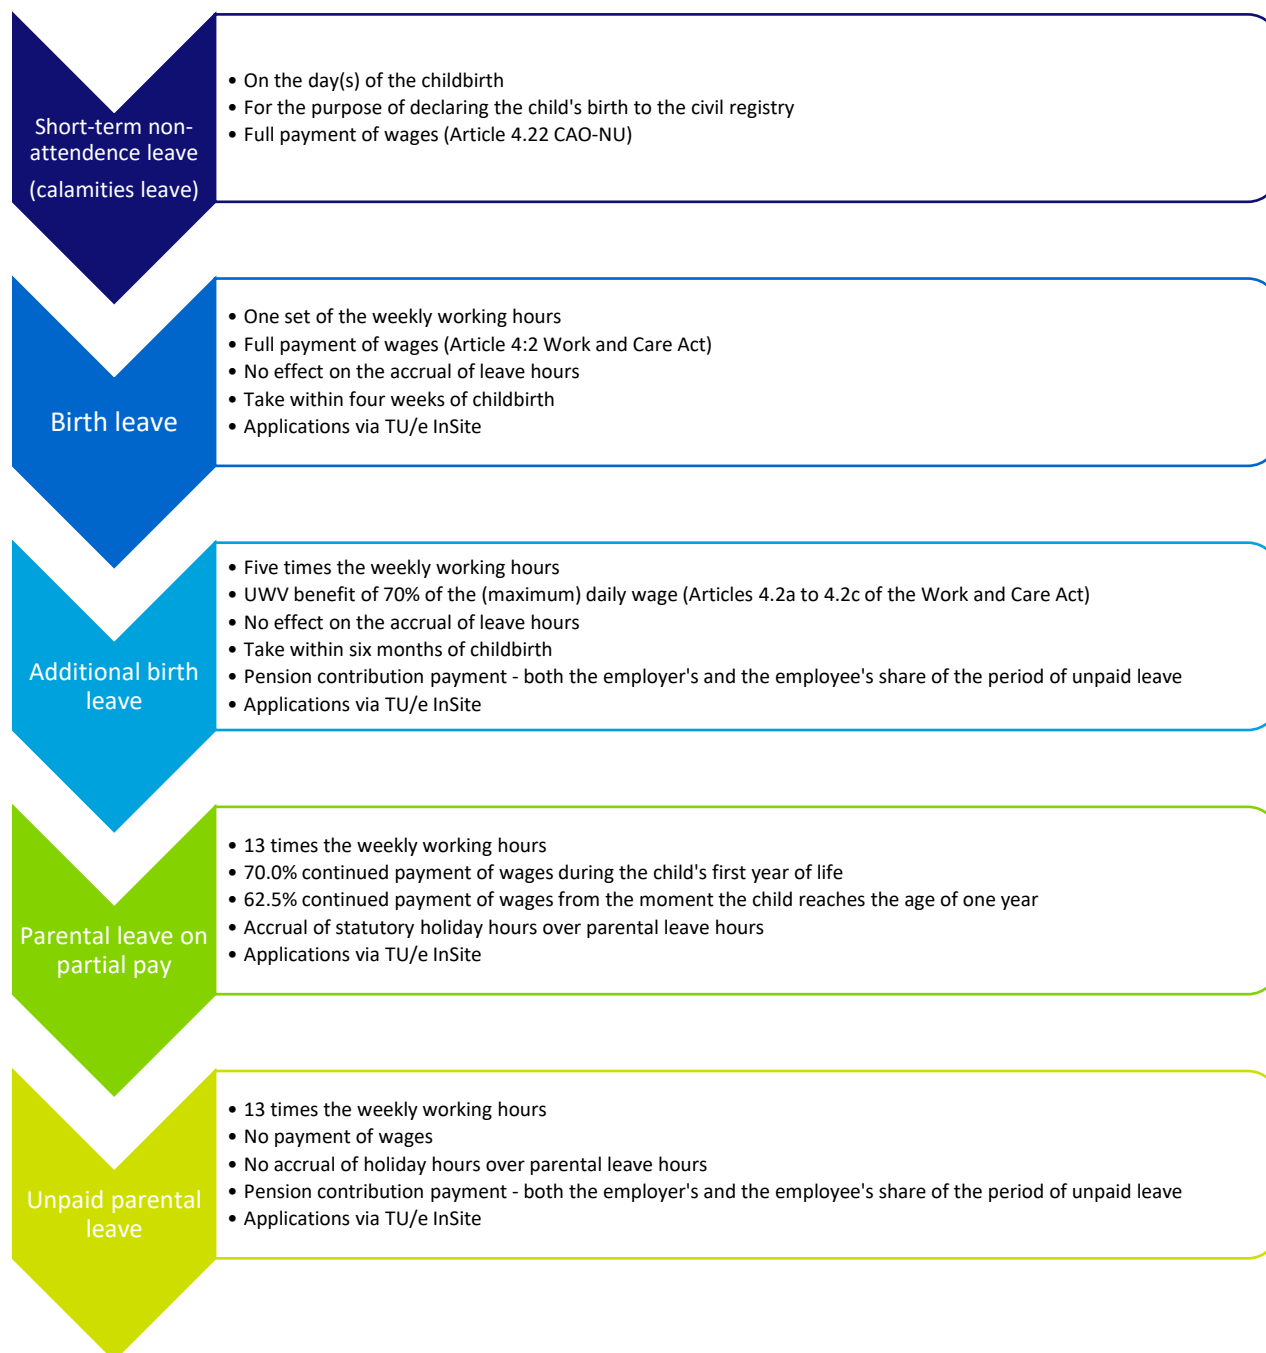 Short-term non-
attendence leave
(calamities leave)
• On the day(s) of the childbirth
• For the purpose of declaring the child's birth to the civil registry
• Full payment of wages (Article 4.22 CAO-NU)
Birth leave
• One set of the weekly working hours
• Full payment of wages (Article 4:2 Work and Care Act)
• No effect on the accrual of leave hours
• Take within four weeks of childbirth
• Applications via TU/e InSite
Additional birth
leave
• Five times the weekly working hours
• UWV benefit of 70% of the (maximum) daily wage (Articles 4.2a to 4.2c of the Work and Care Act)
• No effect on the accrual of leave hours
• Take within six months of childbirth
• Pension contribution payment - both the employer's and the employee's share of the period of unpaid leave
• Applications via TU/e InSite
Parental leave on
partial pay
• 13 times the weekly working hours
• 70.0% continued payment of wages during the child's first year of life
• 62.5% continued payment of wages from the moment the child reaches the age of one year
• Accrual of statutory holiday hours over parental leave hours
• Applications via TU/e InSite
Unpaid parental
leave
• 13 times the weekly working hours
• No payment of wages
• No accrual of holiday hours over parental leave hours
• Pension contribution payment - both the employer's and the employee's share of the period of unpaid leave
• Applications via TU/e InSite